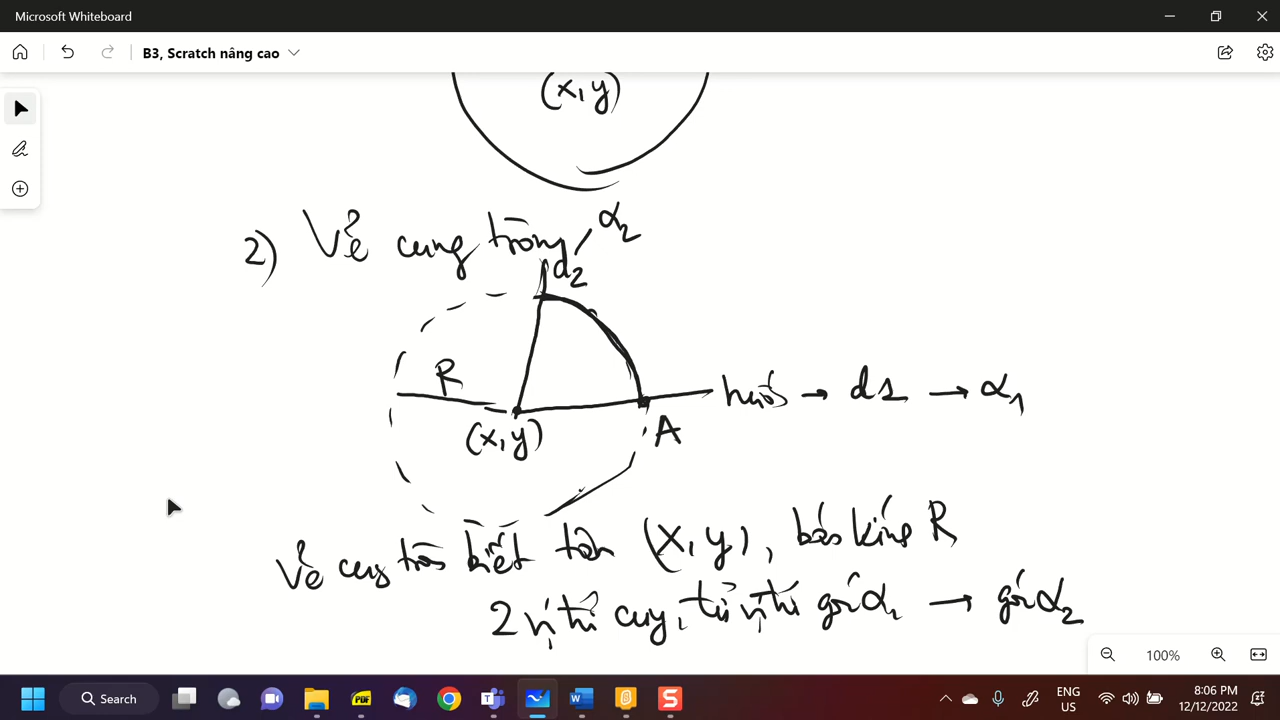 Microsoft Whiteboard
B3, Scratch nâng cao
(x, y)
2) Vẽ cung tròn
α2
d2
R
(x, y)
A
hướng → d1 → α1
Vẽ cung tròn biết tâm (x, y), bán kính R
2 vị trí cung, từ vị trí góc α1 → góc α2
100%
Search
ENG
US
8:06 PM
12/12/2022